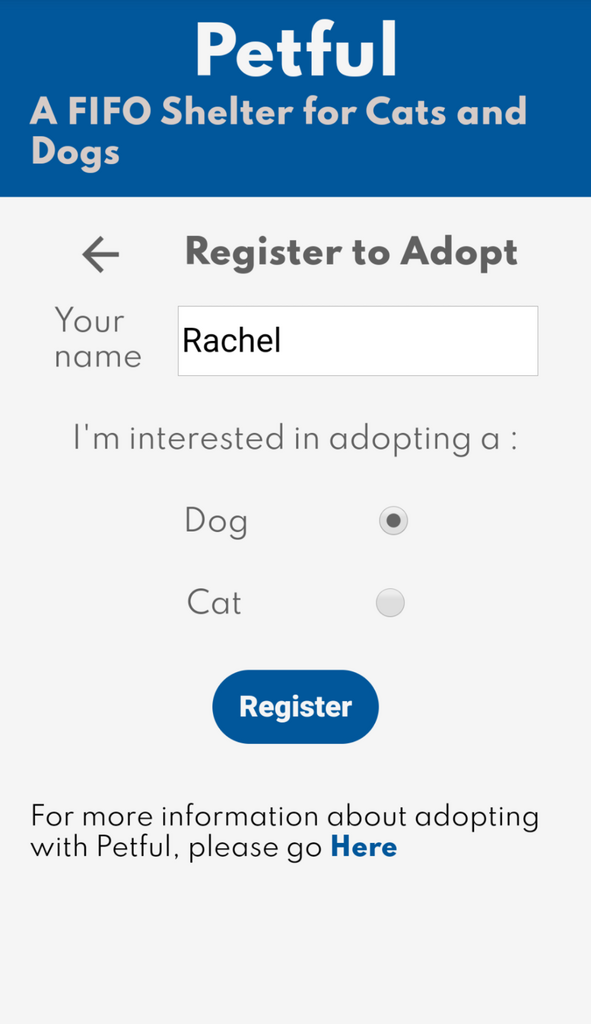 Petful
A FIFO Shelter for Cats and
Dogs
Register to Adopt
Your
name
Rachel
I'm interested in adopting a :
Dog
Cat
Register
For more information about adopting
with Petful, please go Here